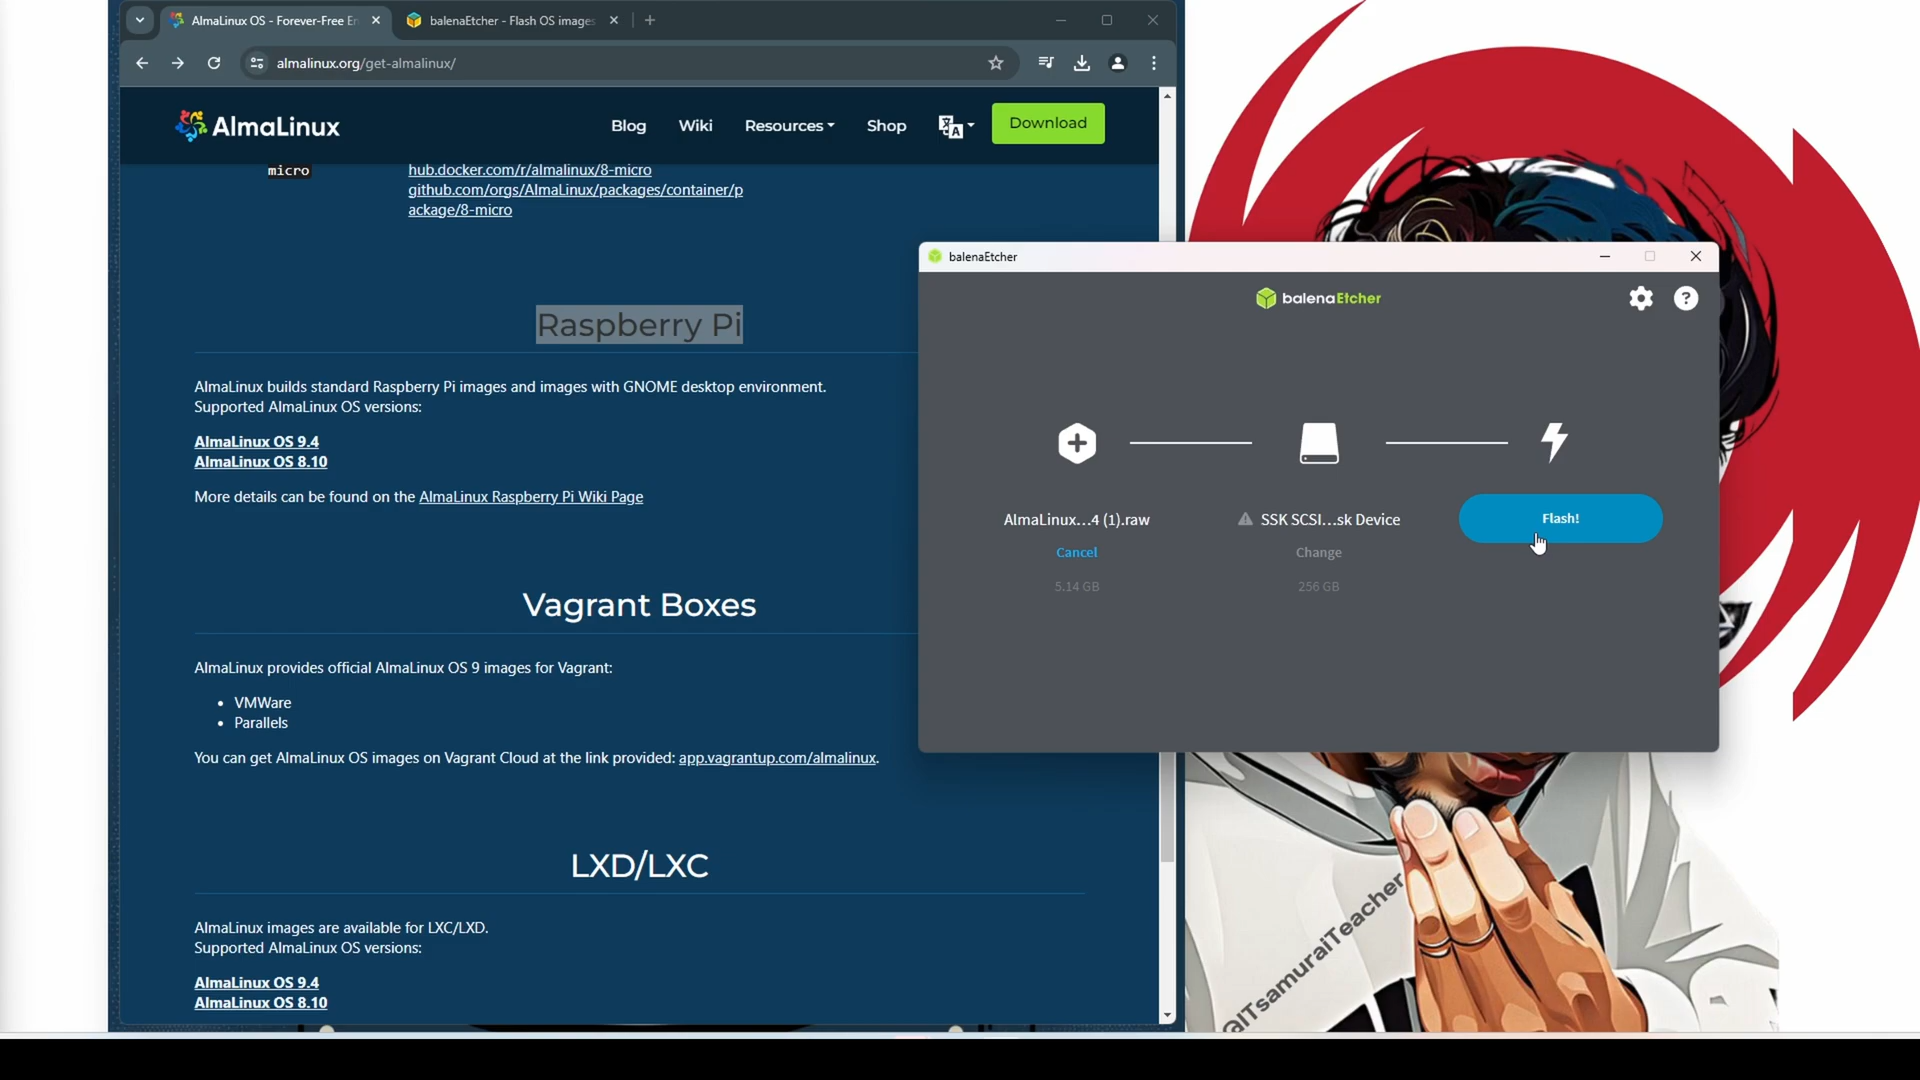 AlmaLinux OS - Forever-Free En
balenaEtcher - Flash OS images
almalinux.org/get-almalinux/
AlmaLinux
Blog
Wiki
Resources
Shop
Download
micro
hub.docker.com/r/almalinux/8-micro
github.com/orgs/AlmaLinux/packages/container/p
ackage/8-micro
Raspberry Pi
AlmaLinux builds standard Raspberry Pi images and images with GNOME desktop environment.
Supported AlmaLinux OS versions:
AlmaLinux OS 9.4
AlmaLinux OS 8.10
More details can be found on the AlmaLinux Raspberry Pi Wiki Page
Vagrant Boxes
AlmaLinux provides official AlmaLinux OS 9 images for Vagrant:
• VMWare
• Parallels
You can get AlmaLinux OS images on Vagrant Cloud at the link provided: app.vagrantup.com/almalinux.
LXD/LXC
AlmaLinux images are available for LXC/LXD.
Supported AlmaLinux OS versions:
AlmaLinux OS 9.4
AlmaLinux OS 8.10
balenaEtcher
balenaEtcher
?
AlmaLinux...4 (1).raw
Cancel
5.14 GB
SSK SCSI...sk Device
Change
256 GB
Flash!
@ITsamuraiTeacher